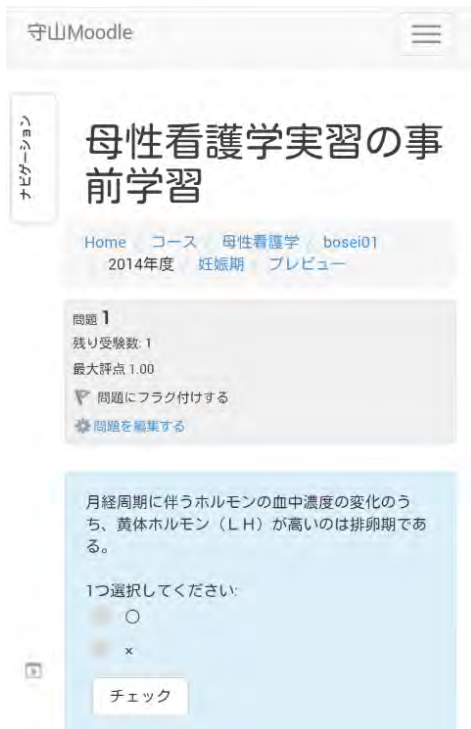 守山Moodle
ナビゲーション
母性看護学実習の事
前学習
Home / コース / 母性看護学 / bosei01
2014年度 / 妊娠期 / プレビュー
問題 1
残り受験数: 1
最大評点 1.00
問題にフラグ付けする
問題を編集する
月経周期に伴うホルモンの血中濃度の変化のう
ち、黄体ホルモン（ＬＨ）が高いのは排卵期であ
る。
1つ選択してください:
〇
×
チェック